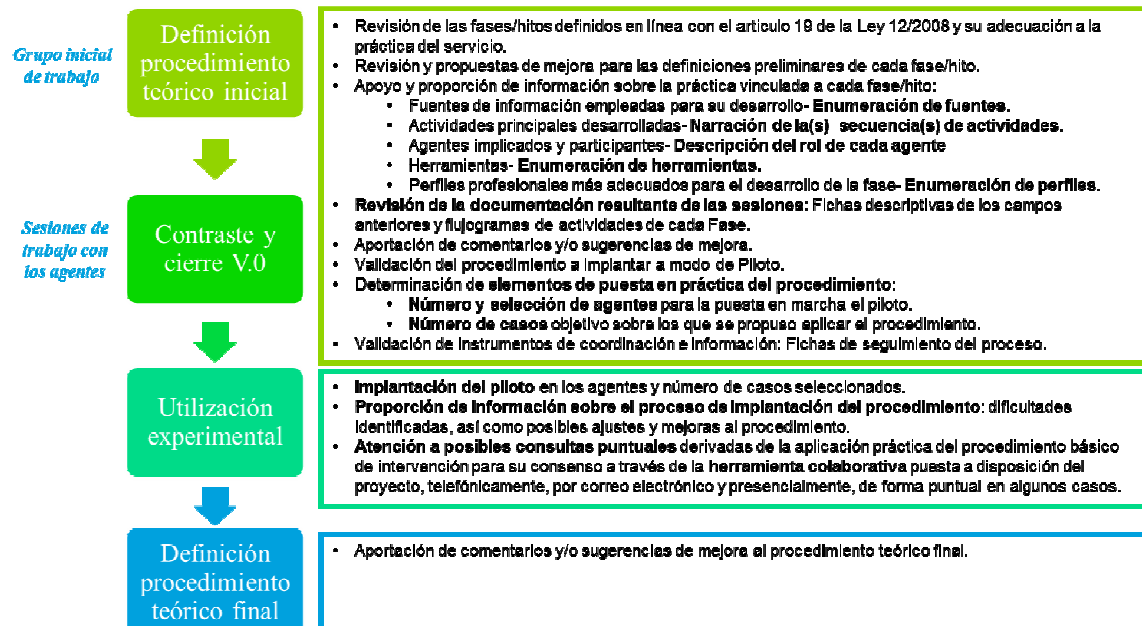 Grupo inicial
de trabajo
Definición
procedimiento
teórico inicial
• Revisión de las fases/hitos definidos en línea con el articulo 19 de la Ley 12/2008 y su adecuación a la
práctica del servicio.
• Revisión y propuestas de mejora para las definiciones preliminares de cada fase/hito.
• Apoyo y proporción de información sobre la práctica vinculada a cada fase/hito:
• Fuentes de información empleadas para su desarrollo- Enumeración de fuentes.
• Actividades principales desarrolladas- Narración de la(s) secuencia(s) de actividades.
• Agentes implicados y participantes- Descripción del rol de cada agente
• Herramientas- Enumeración de herramientas.
• Perfiles profesionales más adecuados para el desarrollo de la fase- Enumeración de perfiles.
Sesiones de
trabajo con
los agentes
Contraste y
cierre V.0
• Revisión de la documentación resultante de las sesiones: Fichas descriptivas de los campos
anteriores y flujogramas de actividades de cada Fase.
• Aportación de comentarios y/o sugerencias de mejora.
• Validación del procedimiento a implantar a modo de Piloto.
• Determinación de elementos de puesta en práctica del procedimiento:
• Número y selección de agentes para la puesta en marcha el piloto.
• Número de casos objetivo sobre los que se propuso aplicar el procedimiento.
• Validación de instrumentos de coordinación e información: Fichas de seguimiento del proceso.
Utilización
experimental
• Implantación del piloto en los agentes y número de casos seleccionados.
• Proporción de información sobre el proceso de implantación del procedimiento: dificultades
identificadas, así como posibles ajustes y mejoras al procedimiento.
• Atención a posibles consultas puntuales derivadas de la aplicación práctica del procedimiento básico
de intervención para su consenso a través de la herramienta colaborativa puesta a disposición del
proyecto, telefónicamente, por correo electrónico y presencialmente, de forma puntual en algunos casos.
Definición
procedimiento
teórico final
• Aportación de comentarios y/o sugerencias de mejora al procedimiento teórico final.